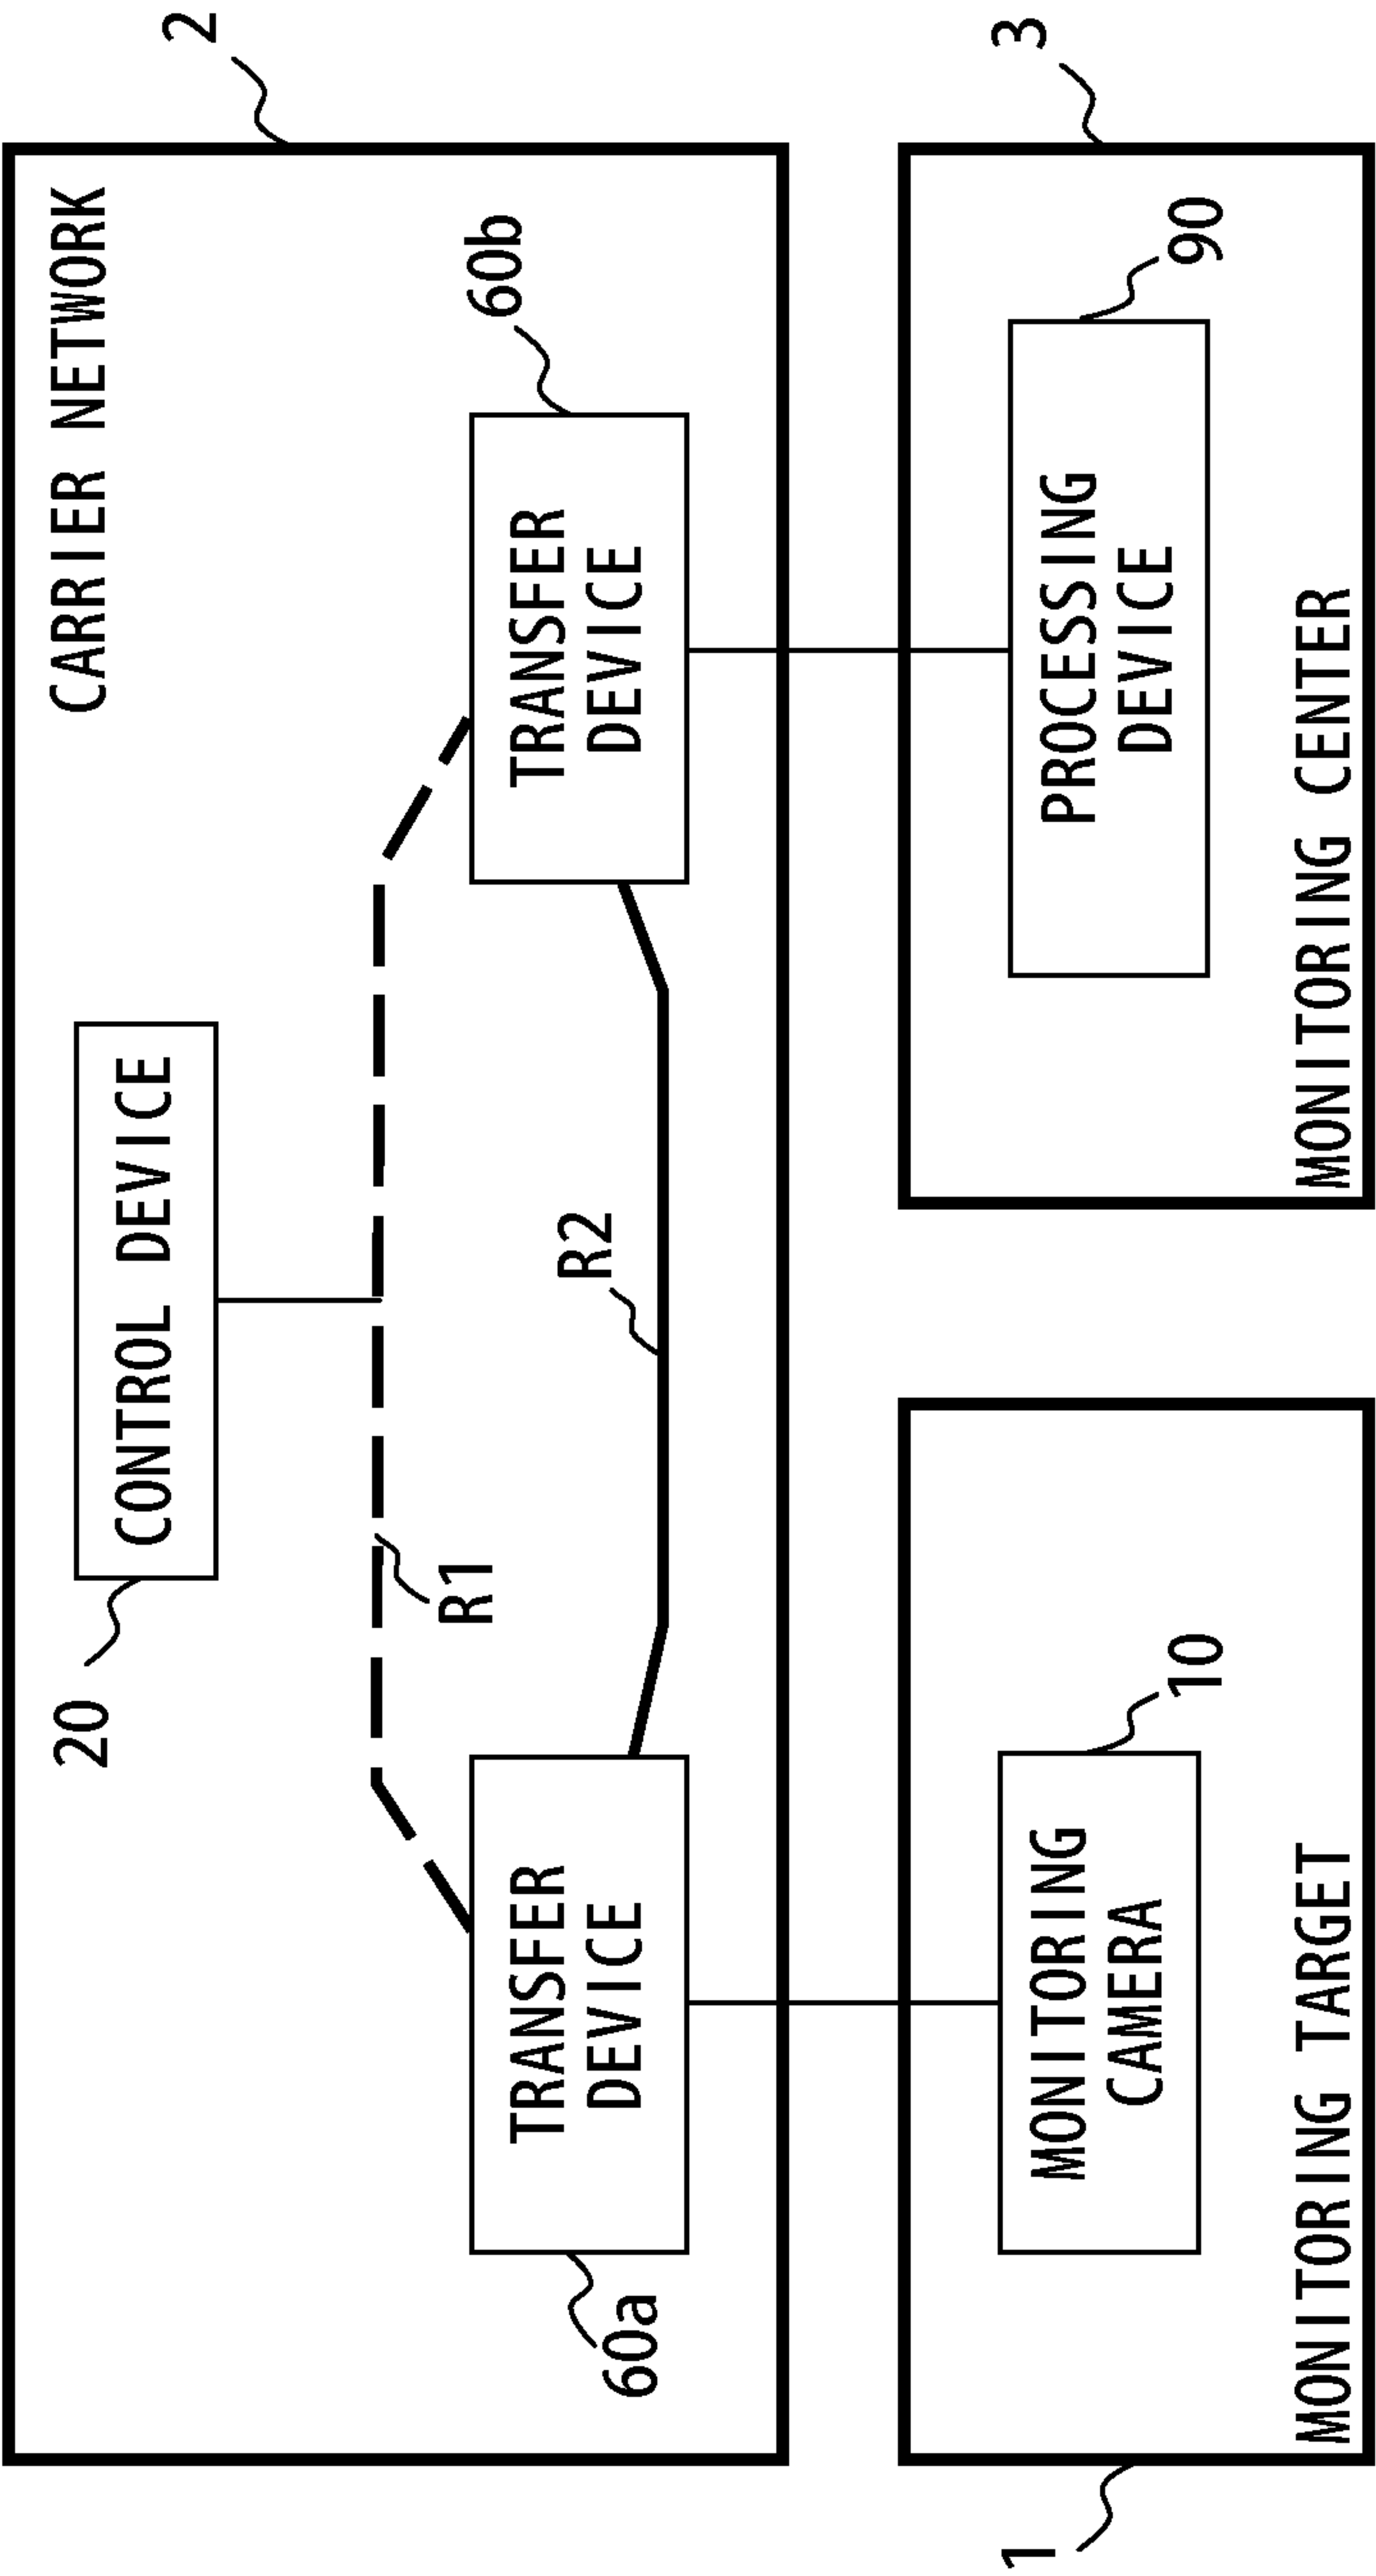 2
CARRIER NETWORK
20
CONTROL DEVICE
R1
R2
60a
TRANSFER
DEVICE
60b
TRANSFER
DEVICE
1
MONITORING
CAMERA
10
MONITORING TARGET
3
PROCESSING
DEVICE
90
MONITORING CENTER